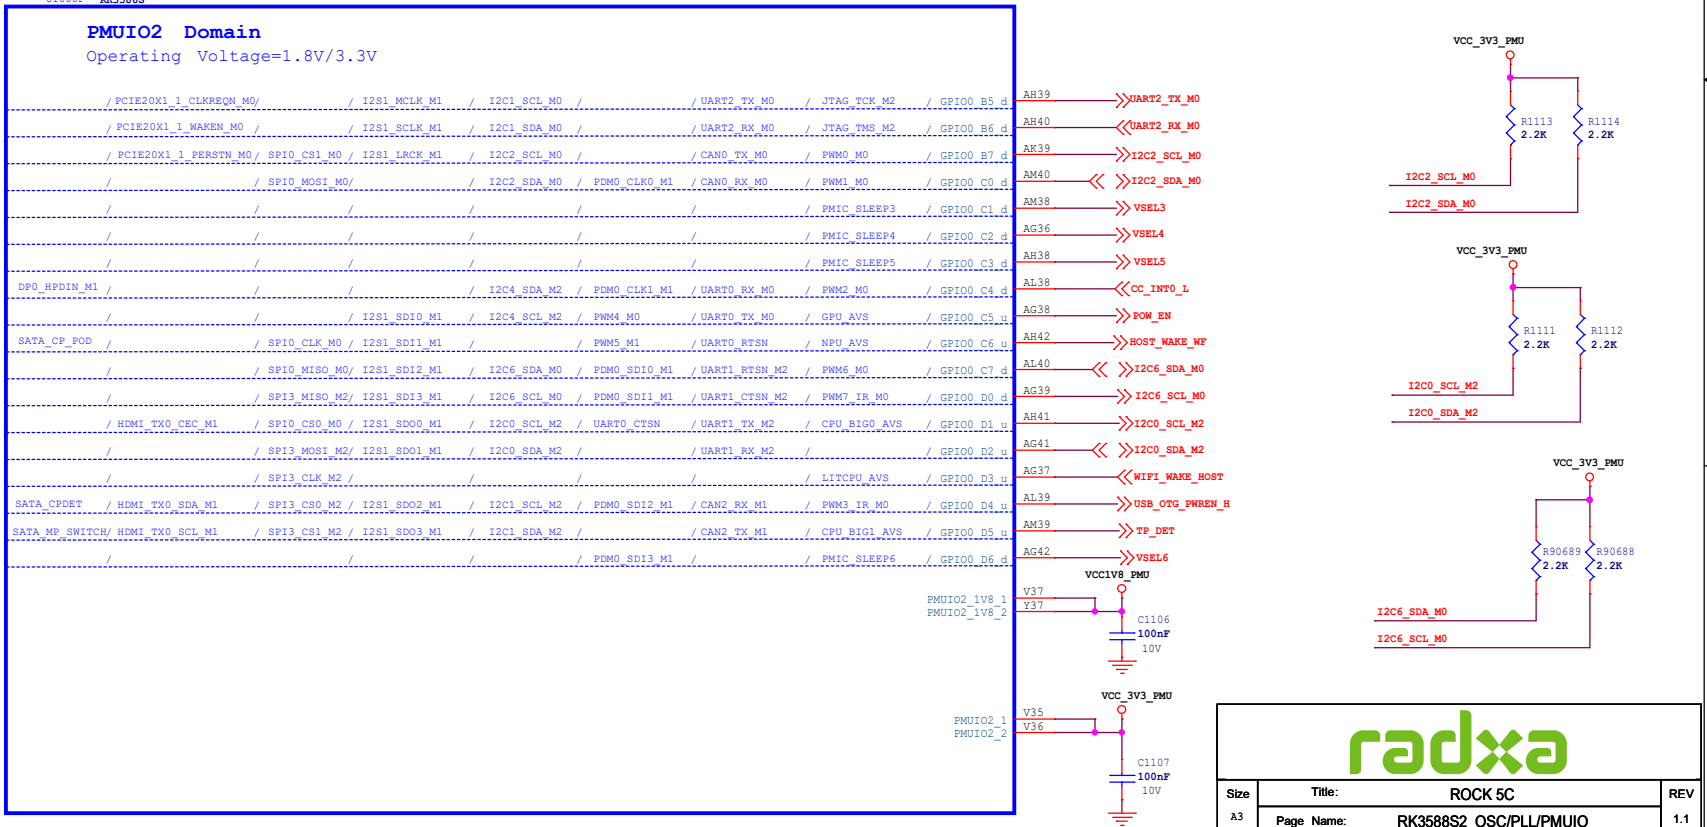 RK3588S
PMUIO2 Domain
Operating Voltage=1.8V/3.3V
/ PCIE20X1_1_CLKREQN_M0/ / I2S1_MCLK_M1 / I2C1_SCL_M0 / / UART2_TX_M0 / JTAG_TCK_M2 / GPIO0_B5_d AH39 UART2_TX_M0
/ PCIE20X1_1_WAKEN_M0 / / I2S1_SCLK_M1 / I2C1_SDA_M0 / / UART2_RX_M0 / JTAG_TMS_M2 / GPIO0_B6_d AH40 UART2_RX_M0
/ PCIE20X1_1_PERSTN_M0/ SPI0_CS1_M0 / I2S1_LRCK_M1 / I2C2_SCL_M0 / / CAN0_TX_M0 / PWM0_M0 / GPIO0_B7_d AK39 I2C2_SCL_M0
/ / SPI0_MOSI_M0/ / I2C2_SDA_M0 / PDM0_CLK0_M1 / CAN0_RX_M0 / PWM1_M0 / GPIO0_C0_d AM40 I2C2_SDA_M0
/ / / / / / / PMIC_SLEEP3 / GPIO0_C1_d AM38 VSEL3
/ / / / / / / PMIC_SLEEP4 / GPIO0_C2_d AG36 VSEL4
/ / / / / / / PMIC_SLEEP5 / GPIO0_C3_d AH38 VSEL5
DP0_HPDIN_M1 / / / / I2C4_SDA_M2 / PDM0_CLK1_M1 / UART0_RX_M0 / PWM2_M0 / GPIO0_C4_d AL38 CC_INT0_L
/ / / I2S1_SDI0_M1 / I2C4_SCL_M2 / PWM4_M0 / UART0_TX_M0 / GPU_AVS / GPIO0_C5_u AG38 POW_EN
SATA_CP_POD / / SPI0_CLK_M0 / I2S1_SDI1_M1 / / PWM5_M1 / UART0_RTSN / NPU_AVS / GPIO0_C6_u AH42 HOST_WAKE_WF
/ / SPI0_MISO_M0/ I2S1_SDI2_M1 / I2C6_SDA_M0 / PDM0_SDI0_M1 / UART1_RTSN_M2 / PWM6_M0 / GPIO0_C7_d AL40 I2C6_SDA_M0
/ / SPI3_MISO_M2/ I2S1_SDI3_M1 / I2C6_SCL_M0 / PDM0_SDI1_M1 / UART1_CTSN_M2 / PWM7_IR_M0 / GPIO0_D0_d AG39 I2C6_SCL_M0
/ HDMI_TX0_CEC_M1 / SPI0_CS0_M0 / I2S1_SDO0_M1 / I2C0_SCL_M2 / UART0_CTSN / UART1_TX_M2 / CPU_BIG0_AVS / GPIO0_D1_u AH41 I2C0_SCL_M2
/ / SPI3_MOSI_M2/ I2S1_SDO1_M1 / I2C0_SDA_M2 / / UART1_RX_M2 / / GPIO0_D2_u AG41 I2C0_SDA_M2
/ / SPI3_CLK_M2 / / / / / LITCPU_AVS / GPIO0_D3_u AG37 WIFI_WAKE_HOST
SATA_CPDET / HDMI_TX0_SDA_M1 / SPI3_CS0_M2 / I2S1_SDO2_M1 / I2C1_SCL_M2 / PDM0_SDI2_M1 / CAN2_RX_M1 / PWM3_IR_M0 / GPIO0_D4_u AL39 USB_OTG_PWREN_H
SATA_MP_SWITCH/ HDMI_TX0_SCL_M1 / SPI3_CS1_M2 / I2S1_SDO3_M1 / I2C1_SDA_M2 / / CAN2_TX_M1 / CPU_BIG1_AVS / GPIO0_D5_u AM39 TP_DET
/ / / / PDM0_SDI3_M1 / / PMIC_SLEEP6 / GPIO0_D6_d AG42 VSEL6
VCC1V8_PMU
PMUIO2_1V8_1 V37
PMUIO2_1V8_2 Y37
C1106
100nF
10V
VCC_3V3_PMU
PMUIO2_1 V35
PMUIO2_2 V36
C1107
100nF
10V
VCC_3V3_PMU
R1113 R1114
2.2K 2.2K
I2C2_SCL_M0
I2C2_SDA_M0
VCC_3V3_PMU
R1111 R1112
2.2K 2.2K
I2C0_SCL_M2
I2C0_SDA_M2
VCC_3V3_PMU
R90689 R90688
2.2K 2.2K
I2C6_SDA_M0
I2C6_SCL_M0
radxa
Size Title: ROCK 5C REV
A3 Page Name: RK3588S2_OSC/PLL/PMUIO 1.1